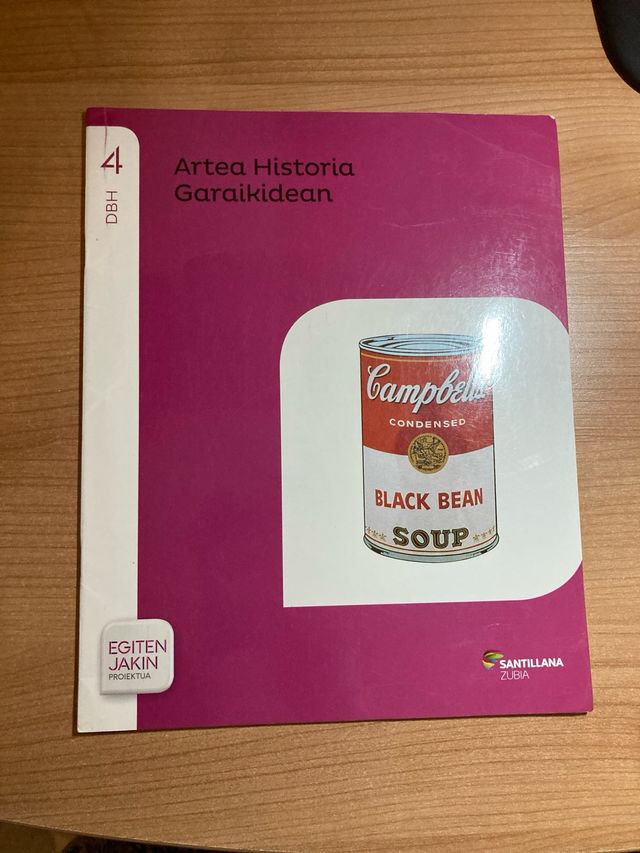 4
DBH
Artea Historia
Garaikidean
Campbell's
CONDENSED
BLACK BEAN
SOUP
EGITEN
JAKIN
PROIEKTUA
SANTILLANA
ZUBIA